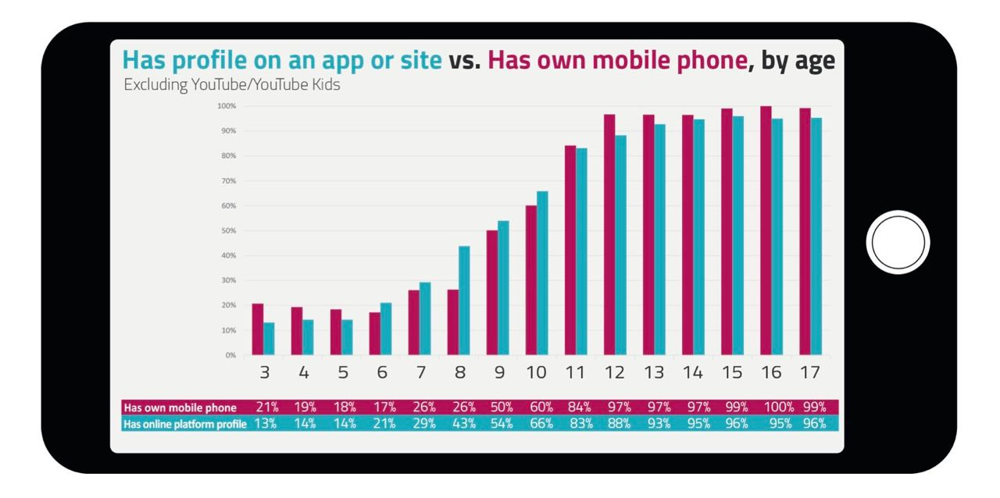 Has profile on an app or site vs. Has own mobile phone, by age
Excluding YouTube/YouTube Kids
100%
90%
80%
70%
60%
50%
40%
30%
20%
10%
0%
3 4 5 6 7 8 9 10 11 12 13 14 15 16 17
Has own mobile phone 21% 19% 18% 17% 26% 26% 50% 60% 84% 97% 97% 97% 99% 100% 99%
Has online platform profile 13% 14% 14% 21% 29% 43% 54% 66% 83% 88% 93% 95% 96% 95% 96%